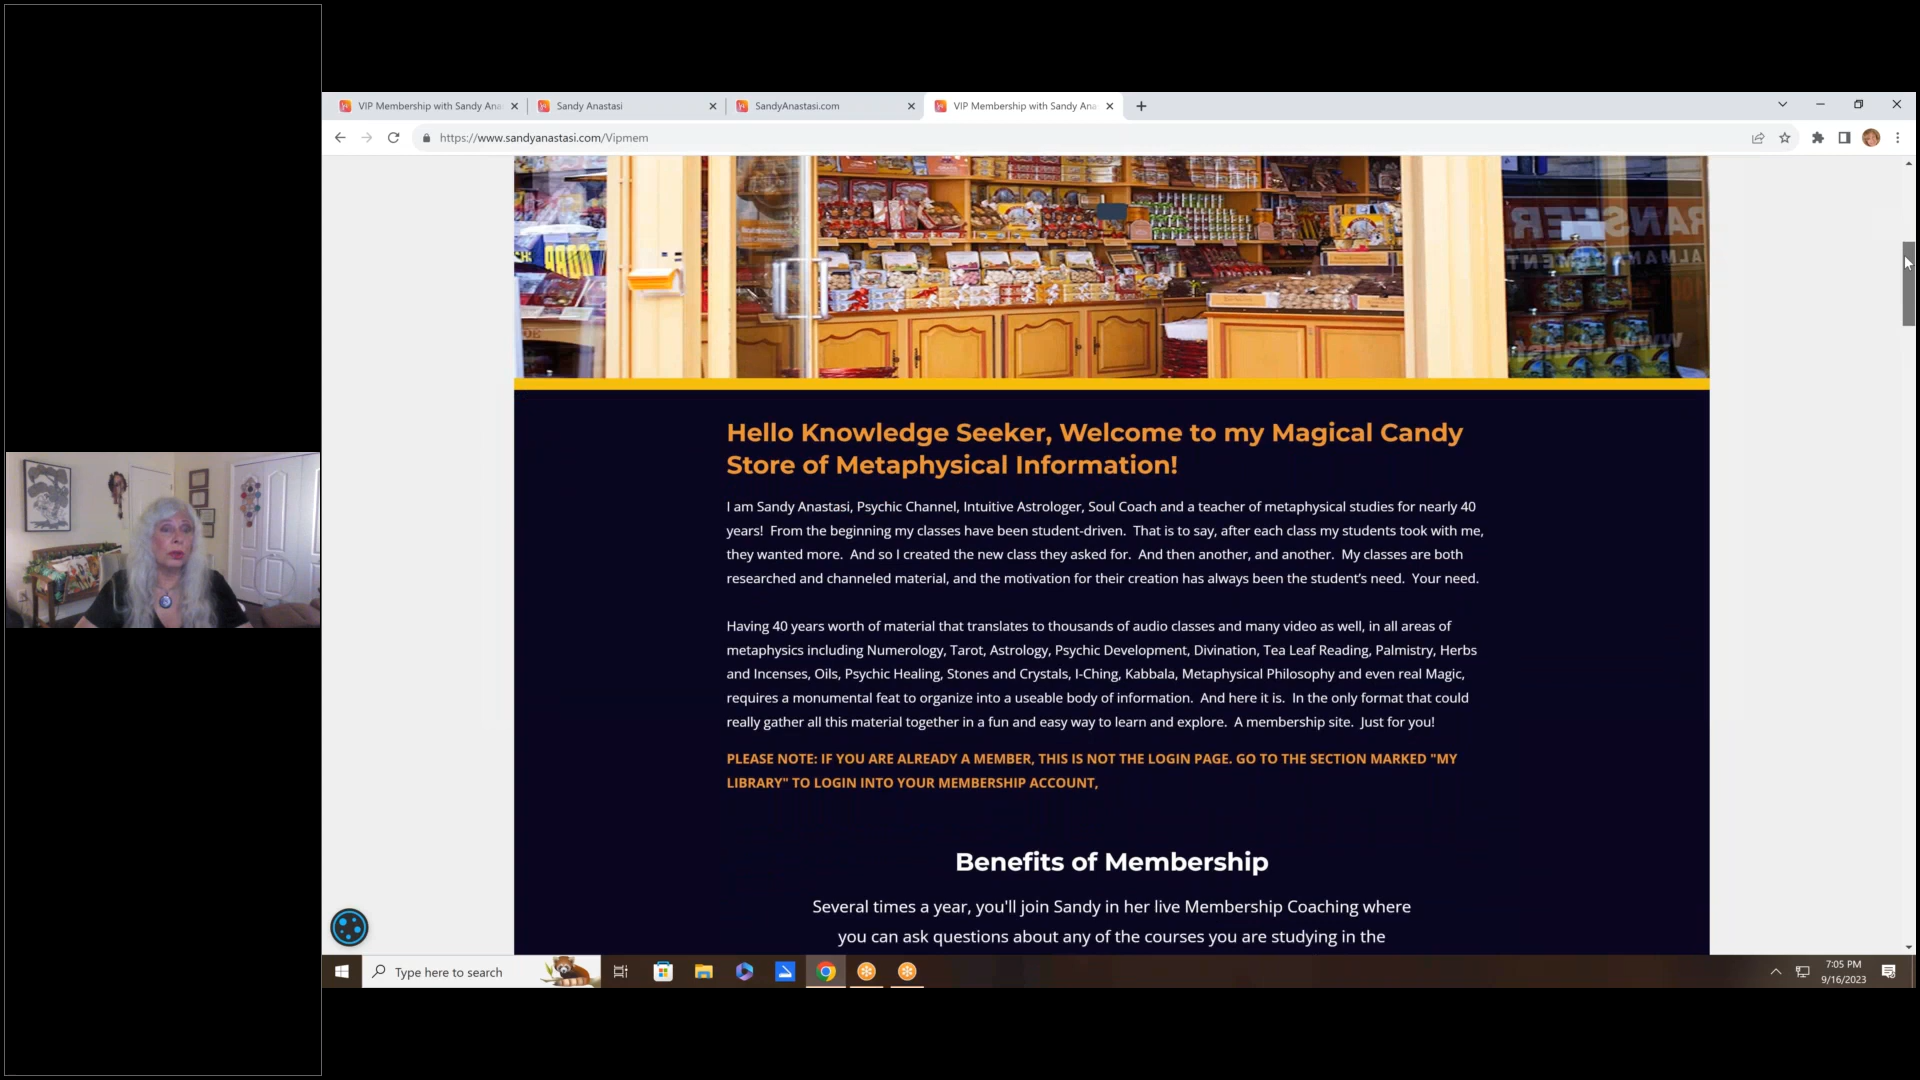 VIP Membership with Sandy Ana
Sandy Anastasi
SandyAnastasi.com
VIP Membership with Sandy Ana
https://www.sandyanastasi.com/Vipmem
Hello Knowledge Seeker, Welcome to my Magical Candy
Store of Metaphysical Information!
I am Sandy Anastasi, Psychic Channel, Intuitive Astrologer, Soul Coach and a teacher of metaphysical studies for nearly 40
years!  From the beginning my classes have been student-driven.  That is to say, after each class my students took with me,
they wanted more.  And so I created the new class they asked for.  And then another, and another.  My classes are both
researched and channeled material, and the motivation for their creation has always been the student's need.  Your need.
Having 40 years worth of material that translates to thousands of audio classes and many video as well, in all areas of
metaphysics including Numerology, Tarot, Astrology, Psychic Development, Divination, Tea Leaf Reading, Palmistry, Herbs
and Incenses, Oils, Psychic Healing, Stones and Crystals, I-Ching, Kabbala, Metaphysical Philosophy and even real Magic,
requires a monumental feat to organize into a useable body of information.  And here it is.  In the only format that could
really gather all this material together in a fun and easy way to learn and explore.  A membership site.  Just for you!
PLEASE NOTE: IF YOU ARE ALREADY A MEMBER, THIS IS NOT THE LOGIN PAGE. GO TO THE SECTION MARKED "MY
LIBRARY" TO LOGIN INTO YOUR MEMBERSHIP ACCOUNT,
Benefits of Membership
Several times a year, you'll join Sandy in her live Membership Coaching where
you can ask questions about any of the courses you are studying in the
Type here to search
7:05 PM
9/16/2023